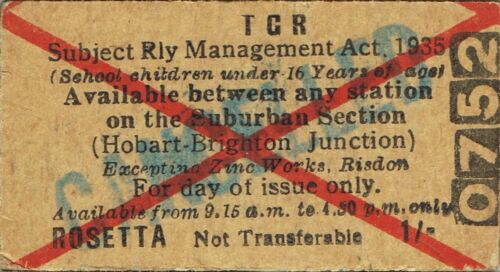 TCR
Subject Rly Management Act, 1935
(School children under 16 Years of age)
Available between any station
on the Suburban Section
(Hobart-Brighton Junction)
Excepting Zinc Works, Risdon
For day of issue only.
Available from 9.15 a.m. to 4.30 p.m. only
ROSETTA Not Transferable 1/-
0752
CANCELLED